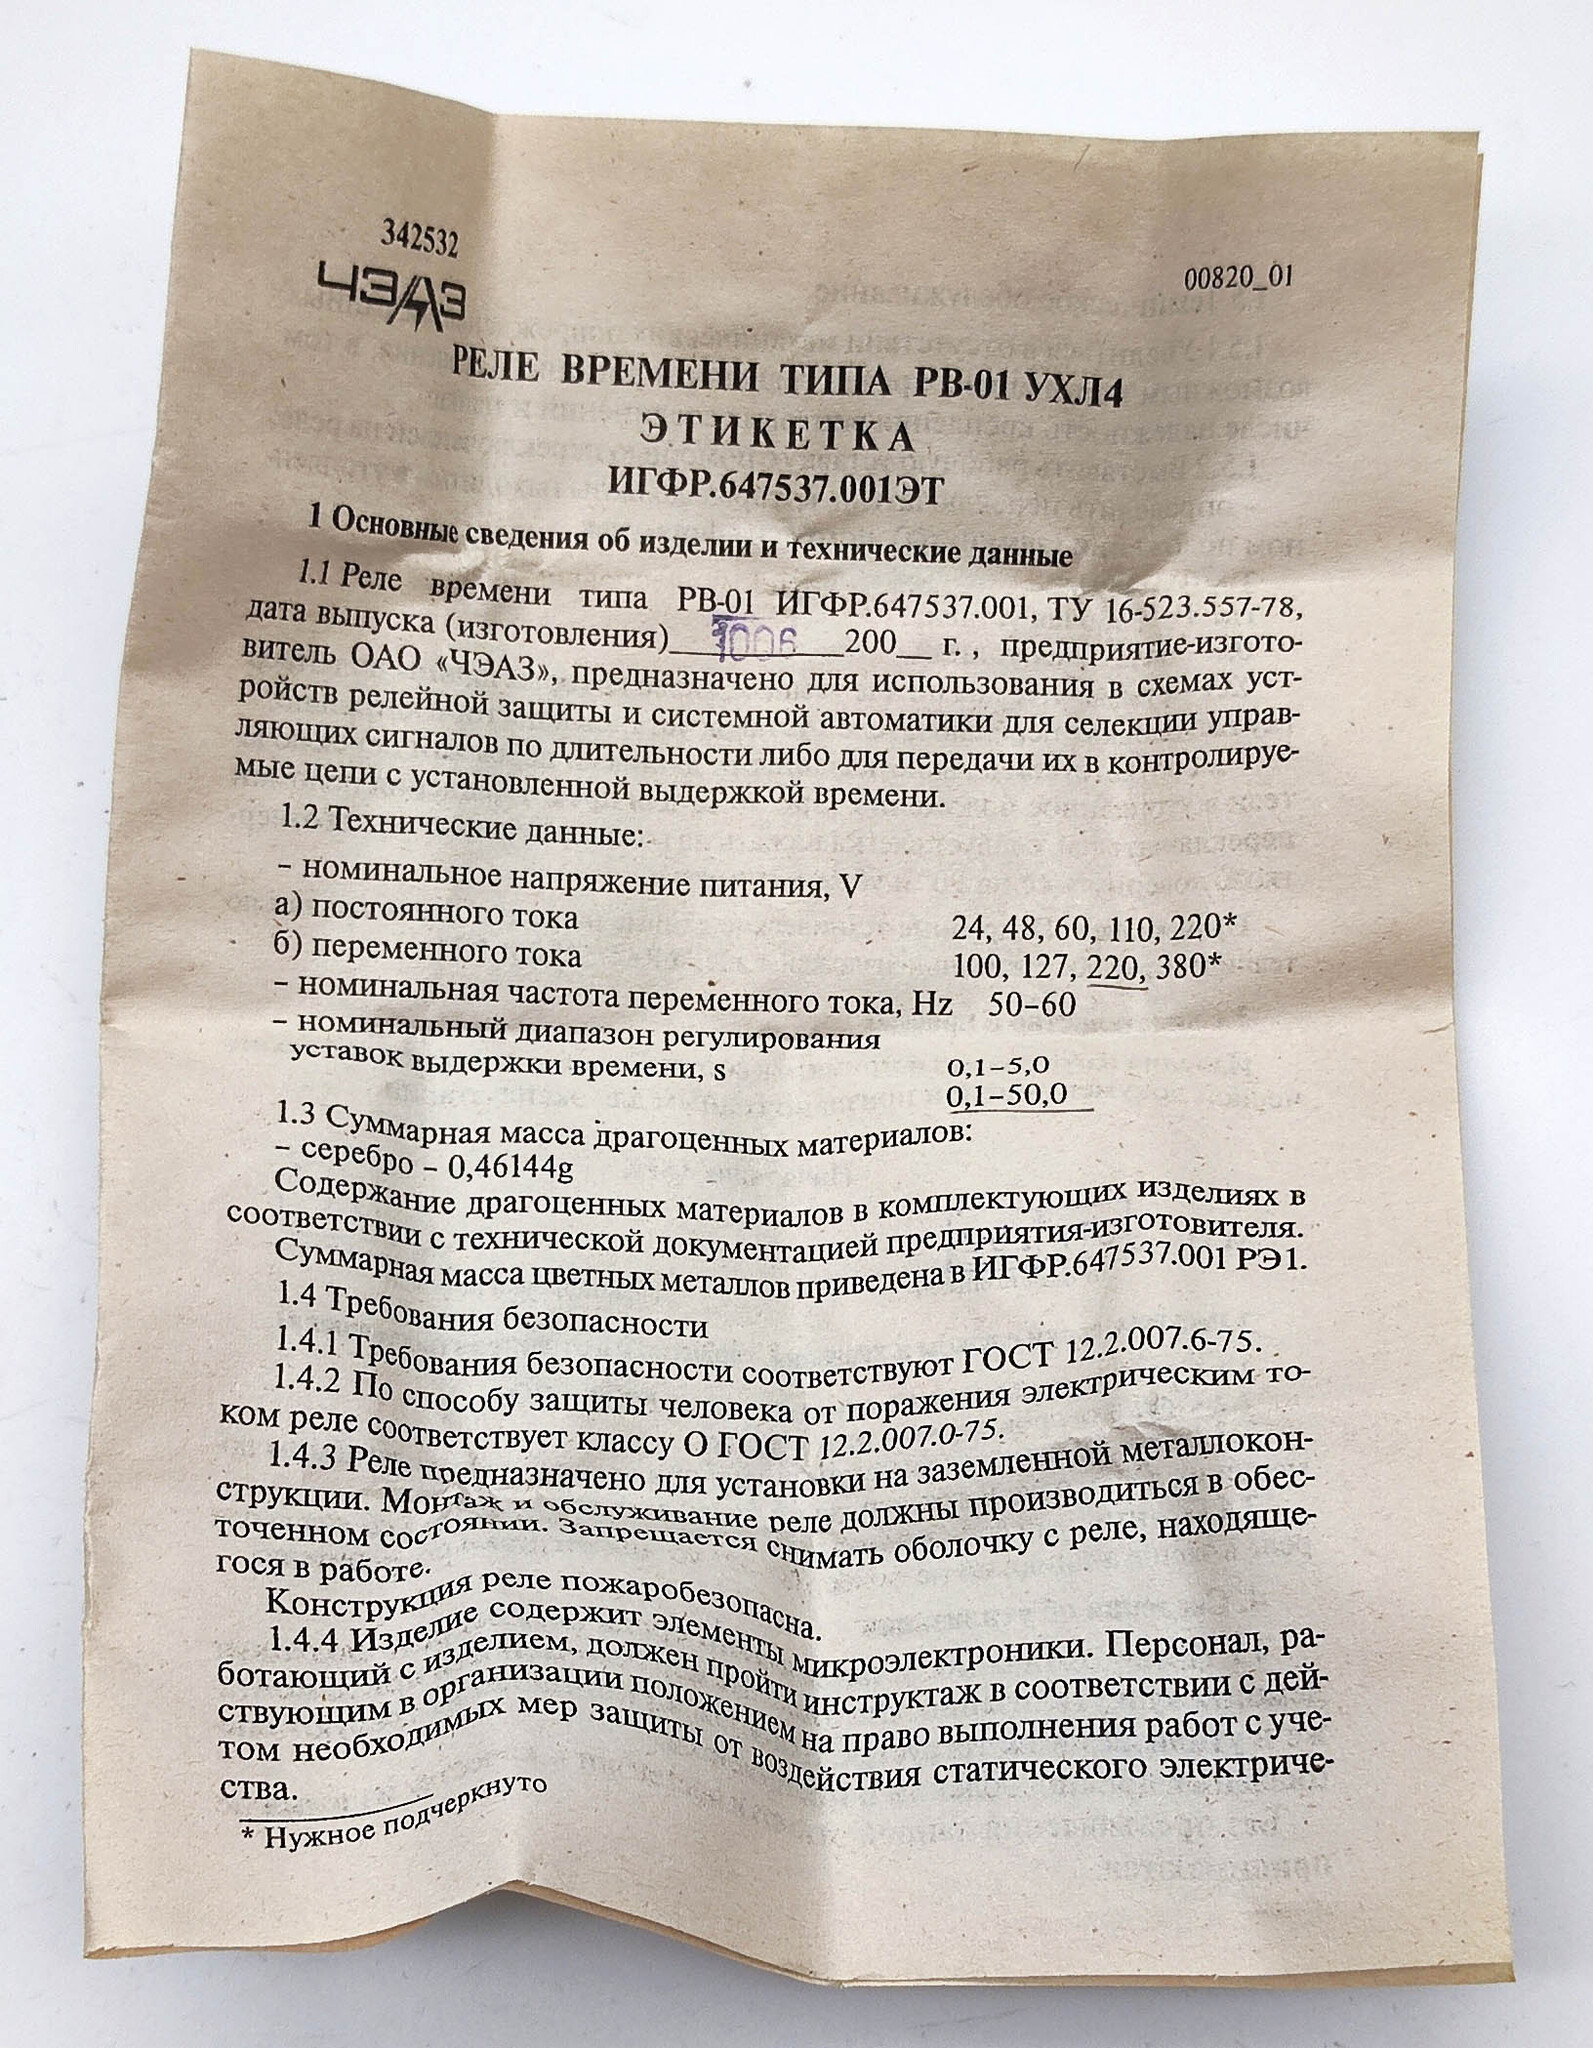 342532
ЧЭАЗ
00820_01
РЕЛЕ ВРЕМЕНИ ТИПА РВ-01 УХЛ4
ЭТИКЕТКА
ИГФР.647537.001ЭТ
1 Основные сведения об изделии и технические данные
1.1 Реле времени типа РВ-01 ИГФР.647537.001, ТУ 16-523.557-78,
дата выпуска (изготовления) 1006 200__ г. , предприятие-изгото-
витель ОАО «ЧЭАЗ», предназначено для использования в схемах уст-
ройств релейной защиты и системной автоматики для селекции управ-
ляющих сигналов по длительности либо для передачи их в контролируе-
мые цепи с установленной выдержкой времени.
1.2 Технические данные:
– номинальное напряжение питания, V
а) постоянного тока 24, 48, 60, 110, 220*
б) переменного тока 100, 127, 220, 380*
– номинальная частота переменного тока, Hz 50–60
– номинальный диапазон регулирования
уставок выдержки времени, s 0,1–5,0
0,1–50,0
1.3 Суммарная масса драгоценных материалов:
– серебро – 0,46144g
Содержание драгоценных материалов в комплектующих изделиях в
соответствии с технической документацией предприятия-изготовителя.
Суммарная масса цветных металлов приведена в ИГФР.647537.001 РЭ1.
1.4 Требования безопасности
1.4.1 Требования безопасности соответствуют ГОСТ 12.2.007.6-75.
1.4.2 По способу защиты человека от поражения электрическим то-
ком реле соответствует классу О ГОСТ 12.2.007.0-75.
1.4.3 Реле предназначено для установки на заземленной металлокон-
струкции. Монтаж и обслуживание реле должны производиться в обес-
точенном состоянии. Запрещается снимать оболочку с реле, находяще-
гося в работе.
Конструкция реле пожаробезопасна.
1.4.4 Изделие содержит элементы микроэлектроники. Персонал, ра-
ботающий с изделием, должен пройти инструктаж в соответствии с дей-
ствующим в организации положением на право выполнения работ с уче-
том необходимых мер защиты от воздействия статического электриче-
ства.
* Нужное подчеркнуто